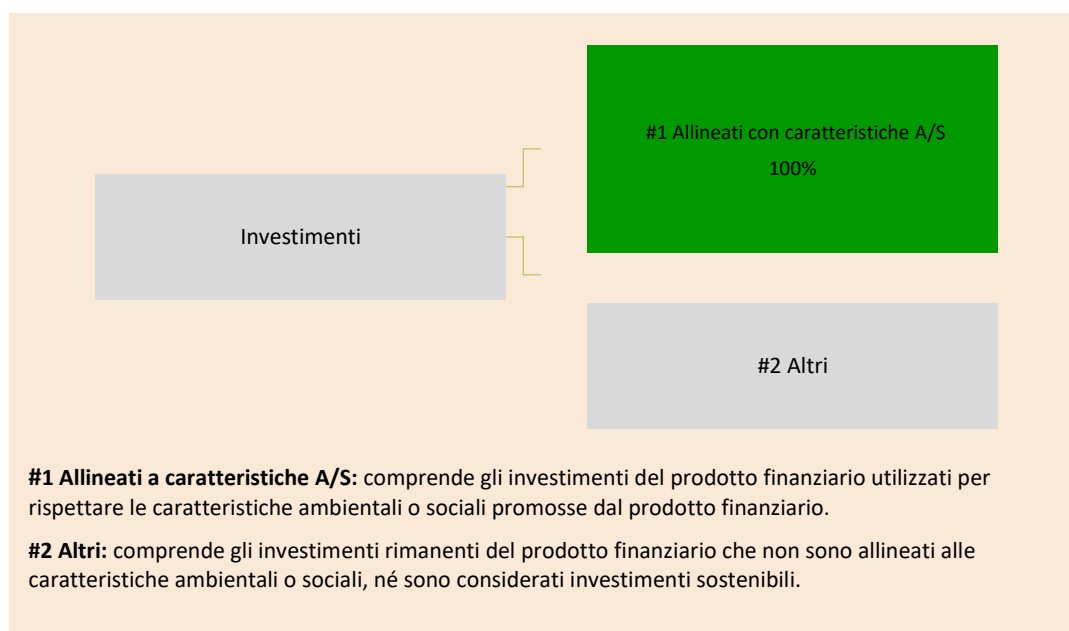 #1 Allineati con caratteristiche A/S
100%
Investimenti
#2 Altri
#1 Allineati a caratteristiche A/S: comprende gli investimenti del prodotto finanziario utilizzati per
rispettare le caratteristiche ambientali o sociali promosse dal prodotto finanziario.
#2 Altri: comprende gli investimenti rimanenti del prodotto finanziario che non sono allineati alle
caratteristiche ambientali o sociali, né sono considerati investimenti sostenibili.